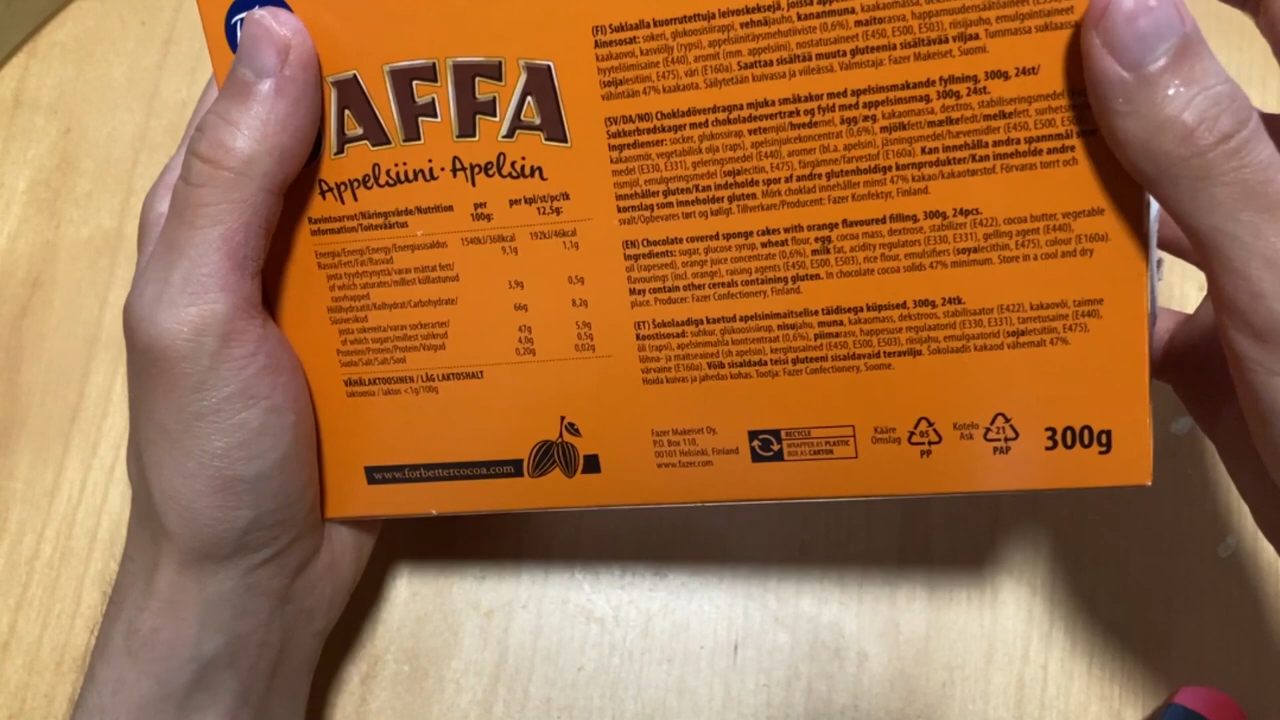 AFFA
Appelsiini · Apelsin
Ravintoarvot/Näringsvärde/Nutrition per per kpl/st/pc/tk
information/Toiteväärtus 100g: 12,5g:
Energia/Energi/Energy/Energiasisaldus 1540kJ/368kcal 192kJ/46kcal
Rasva/Fett/Fat/Rasvad 9,1g 1,1g
josta tyydyttynyttä/varav mättat fett/
of which saturates/millest küllastunud 3,9g 0,5g
rasvhapped
Hiilihydraatit/Kolhydrat/Carbohydrate/ 66g 8,2g
Süsivesikud
josta sokereita/varav sockerarter/
of which sugars/millest suhkrud 47g 5,9g
Proteiini/Protein/Protein/Valgud 4,0g 0,5g
Suola/Salt/Salt/Sool 0,20g 0,02g
VÄHÄLAKTOOSINEN / LÅG LAKTOSHALT
laktoosia / laktos <1g/100g
www.forbettercocoa.com
(FI) Suklaalla kuorrutettuja leivoskeksejä, joissa
Ainesosat: sokeri, glukoosisiirappi, vehnäjauho, kananmuna, kaakaomassa,
kaakaovoi, kasviöljy (rypsi), appelsiinitäysmehutiiviste (0,6%), maitorasva, happamuudensäätöaineet
hyytelöimisaine (E440), aromit (mm. appelsiini), nostatusaineet (E450, E500, E503), riisijauho, emulgointiaineet
(soijalesitiini, E475), väri (E160a). Saattaa sisältää muuta gluteenia sisältävää viljaa. Tummassa suklaassa
vähintään 47% kaakaota. Säilytetään kuivassa ja viileässä. Valmistaja: Fazer Makeiset, Suomi.
(SV/DA/NO) Chokladöverdragna mjuka småkakor med apelsinsmakande fyllning, 300g, 24st/
Sukkerbrødskager med chokoladeovertræk og fyld med appelsinsmag, 300g, 24st.
Ingredienser: socker, glukossirap, vetemjöl/hvedemel, ägg/æg, kakaomassa, dextros, stabiliseringsmedel
kakaosmör, vegetabilisk olja (raps), apelsinjuicekoncentrat (0,6%), mjölkfett/mælkefedt/melkefett, surhetsre
medel (E330, E331), geleringsmedel (E440), aromer (bl.a. apelsin), jäsningsmedel/hævemidler (E450, E500, E50
rismjöl, emulgeringsmedel (sojalecitin, E475), färgämne/farvestof (E160a). Kan innehålla andra spannmål som
innehåller gluten/Kan indeholde spor af andre glutenholdige kornprodukter/Kan inneholde andre
kornslag som inneholder gluten. Mörk choklad innehåller minst 47% kakao/kakaotørstof. Förvaras torrt och
svalt/Opbevares tørt og køligt. Tillverkare/Producent: Fazer Konfektyr, Finland.
(EN) Chocolate covered sponge cakes with orange flavoured filling, 300g, 24pcs.
Ingredients: sugar, glucose syrup, wheat flour, egg, cocoa mass, dextrose, stabilizer (E422), cocoa butter, vegetable
oil (rapeseed), orange juice concentrate (0,6%), milk fat, acidity regulators (E330, E331), gelling agent (E440),
flavourings (incl. orange), raising agents (E450, E500, E503), rice flour, emulsifiers (soyalecithin, E475), colour (E160a).
May contain other cereals containing gluten. In chocolate cocoa solids 47% minimum. Store in a cool and dry
place. Producer: Fazer Confectionery, Finland.
(ET) Šokolaadiga kaetud apelsinimaitselise täidisega küpsised, 300g, 24tk.
Koostisosad: suhkur, glükoosisiirup, nisujahu, muna, kakaomass, dekstroos, stabilisaator (E422), kakaovõi, taimne
õli (rapsi), apelsinimahla kontsentraat (0,6%), piimarasv, happesuse regulaatorid (E330, E331), tarretusaine (E440),
lõhna- ja maitseained (sh apelsin), kergitusained (E450, E500, E503), riisijahu, emulgaatorid (sojaletsitiin, E475),
värvaine (E160a). Võib sisaldada teisi gluteeni sisaldavaid teravilju. Šokolaadis kakaod vähemalt 47%.
Hoida kuivas ja jahedas kohas. Tootja: Fazer Confectionery, Soome.
Fazer Makeiset Oy,
P.O. Box 110,
00101 Helsinki, Finland
www.fazer.com
RECYCLE
WRAPPER AS PLASTIC
BOX AS CARTON
Kääre
Omslag
05
PP
Kotelo
Ask
21
PAP
300g